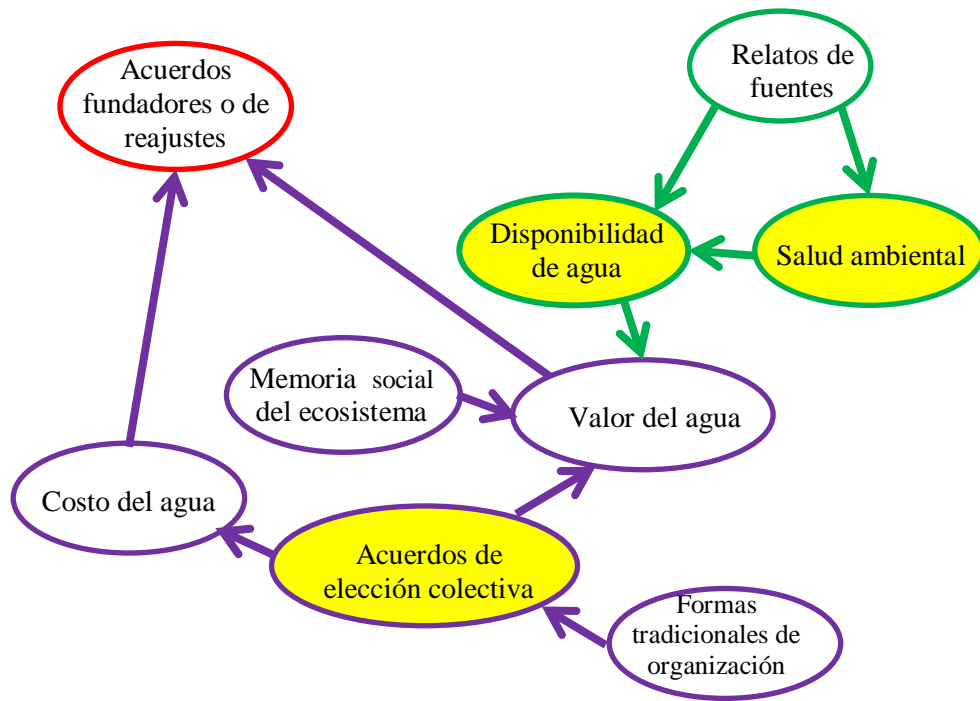 Acuerdos
fundadores o de
reajustes
Relatos de
fuentes
Disponibilidad
de agua
Salud ambiental
Memoria social
del ecosistema
Valor del agua
Costo del agua
Acuerdos de
elección colectiva
Formas
tradicionales de
organización